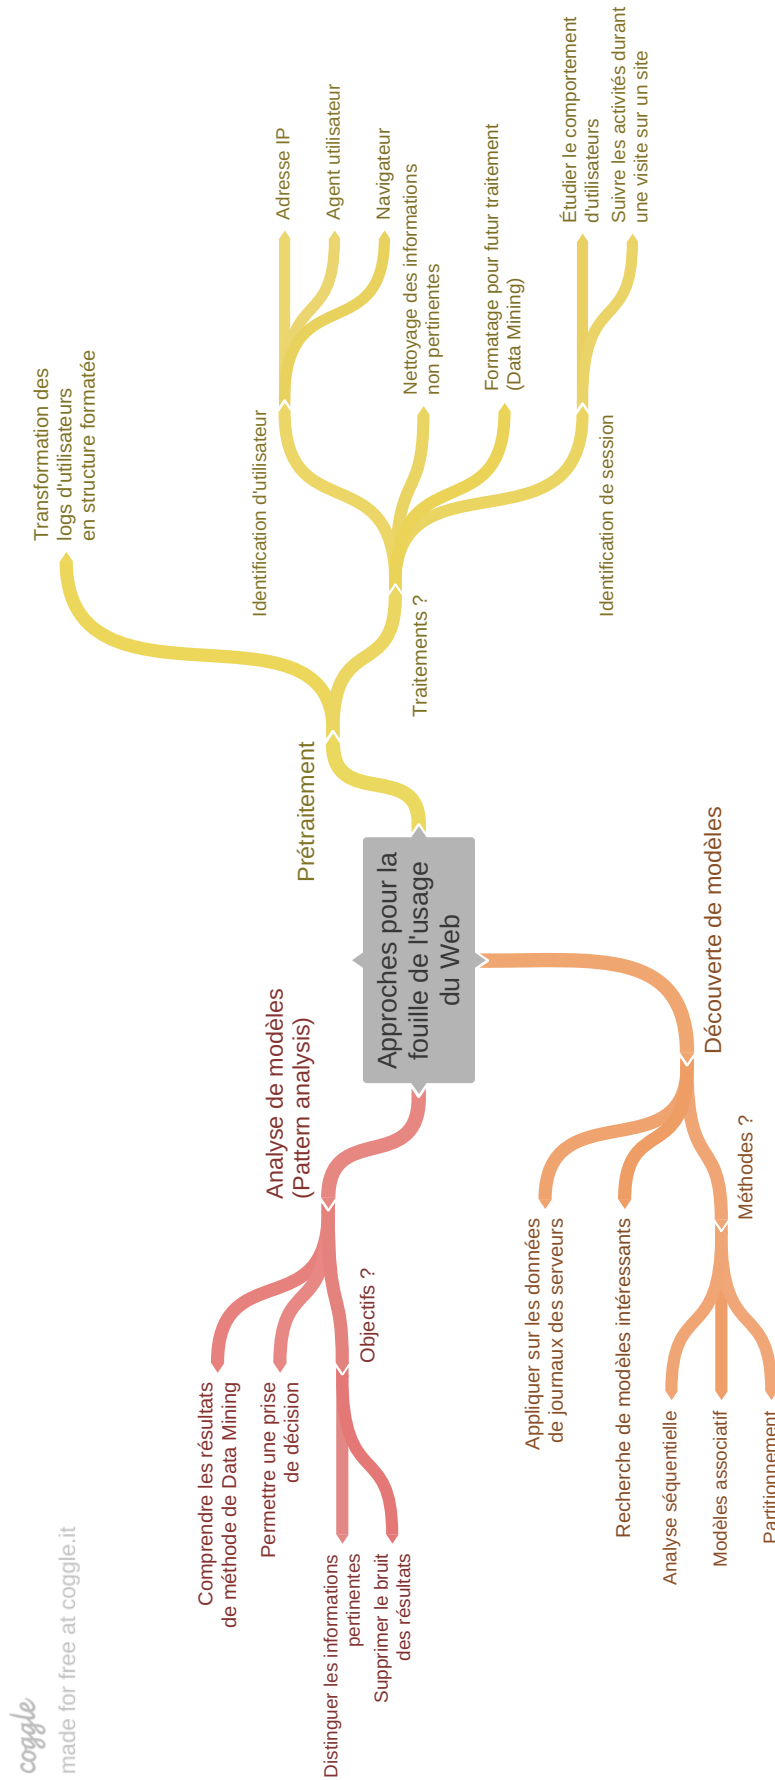 coggle
made for free at coggle.it
Approches pour la
fouille de l'usage
du Web
Prétraitement
Transformation des
logs d'utilisateurs
en structure formatée
Traitements ?
Identification d'utilisateur
Adresse IP
Agent utilisateur
Navigateur
Nettoyage des informations
non pertinentes
Formatage pour futur traitement
(Data Mining)
Identification de session
Étudier le comportement
d'utilisateurs
Suivre les activités durant
une visite sur un site
Analyse de modèles
(Pattern analysis)
Comprendre les résultats
de méthode de Data Mining
Permettre une prise
de décision
Objectifs ?
Distinguer les informations
pertinentes
Supprimer le bruit
des résultats
Découverte de modèles
Appliquer sur les données
de journaux des serveurs
Recherche de modèles intéressants
Méthodes ?
Analyse séquentielle
Modèles associatif
Partitionnement